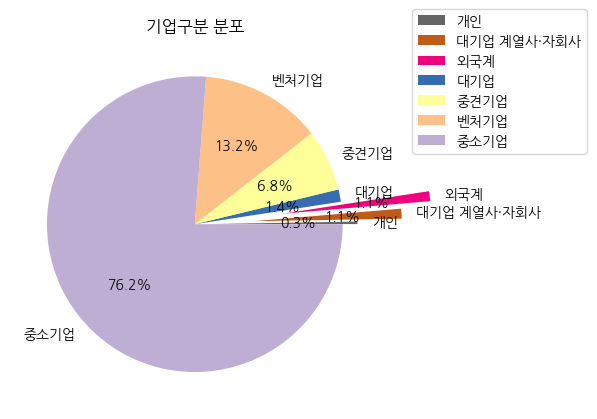 기업구분 분포
개인
대기업 계열사·자회사
외국계
대기업
중견기업
벤처기업
중소기업
벤처기업
13.2%
중견기업
6.8%
대기업
1.4%
외국계
1.1%
대기업 계열사·자회사
1.1%
개인
0.3%
76.2%
중소기업